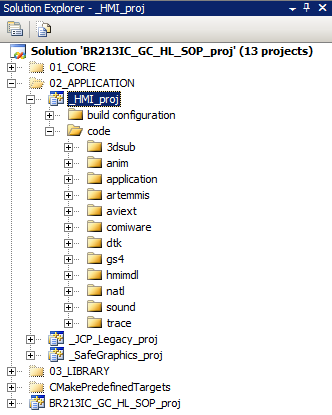 Solution Explorer - _HMI_proj
Solution 'BR213IC_GC_HL_SOP_proj' (13 projects)
01_CORE
02_APPLICATION
_HMI_proj
build configuration
code
3dsub
anim
application
artemmis
aviext
comiware
dtk
gs4
hmimdl
natl
sound
trace
_JCP_Legacy_proj
_SafeGraphics_proj
03_LIBRARY
CMakePredefinedTargets
BR213IC_GC_HL_SOP_proj